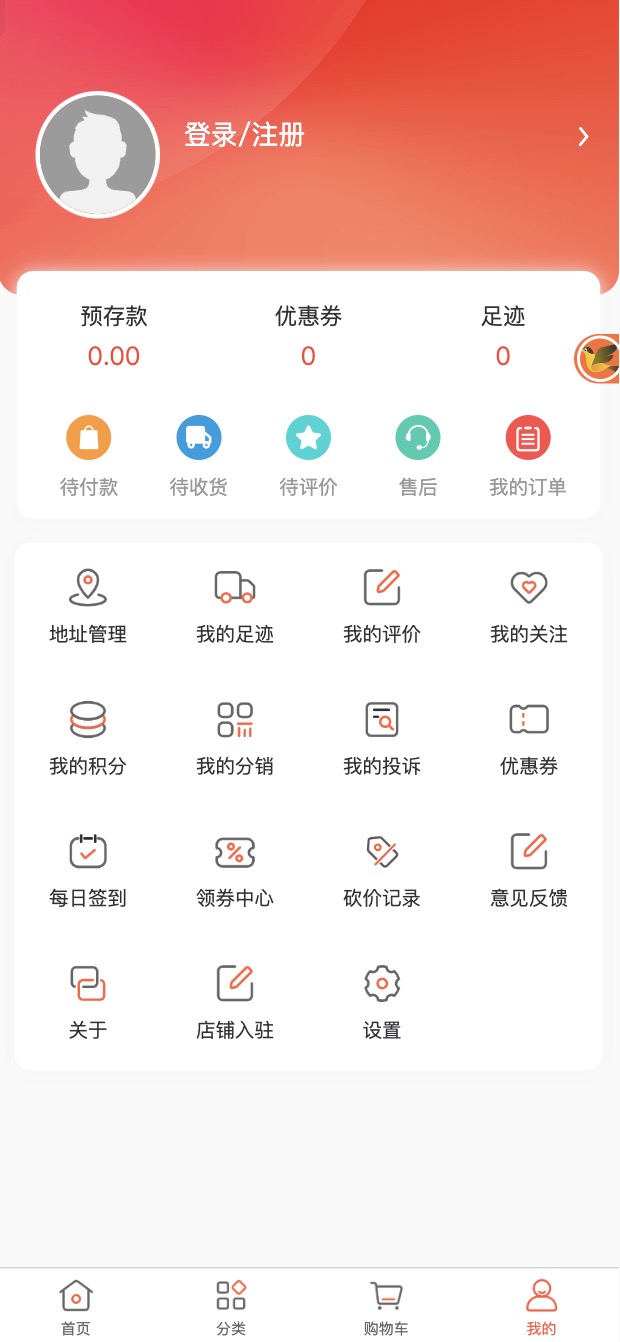 登录/注册
预存款 优惠券 足迹
0.00 0 0
待付款 待收货 待评价 售后 我的订单
地址管理 我的足迹 我的评价 我的关注
我的积分 我的分销 我的投诉 优惠券
每日签到 领券中心 砍价记录 意见反馈
关于 店铺入驻 设置
首页 分类 购物车 我的